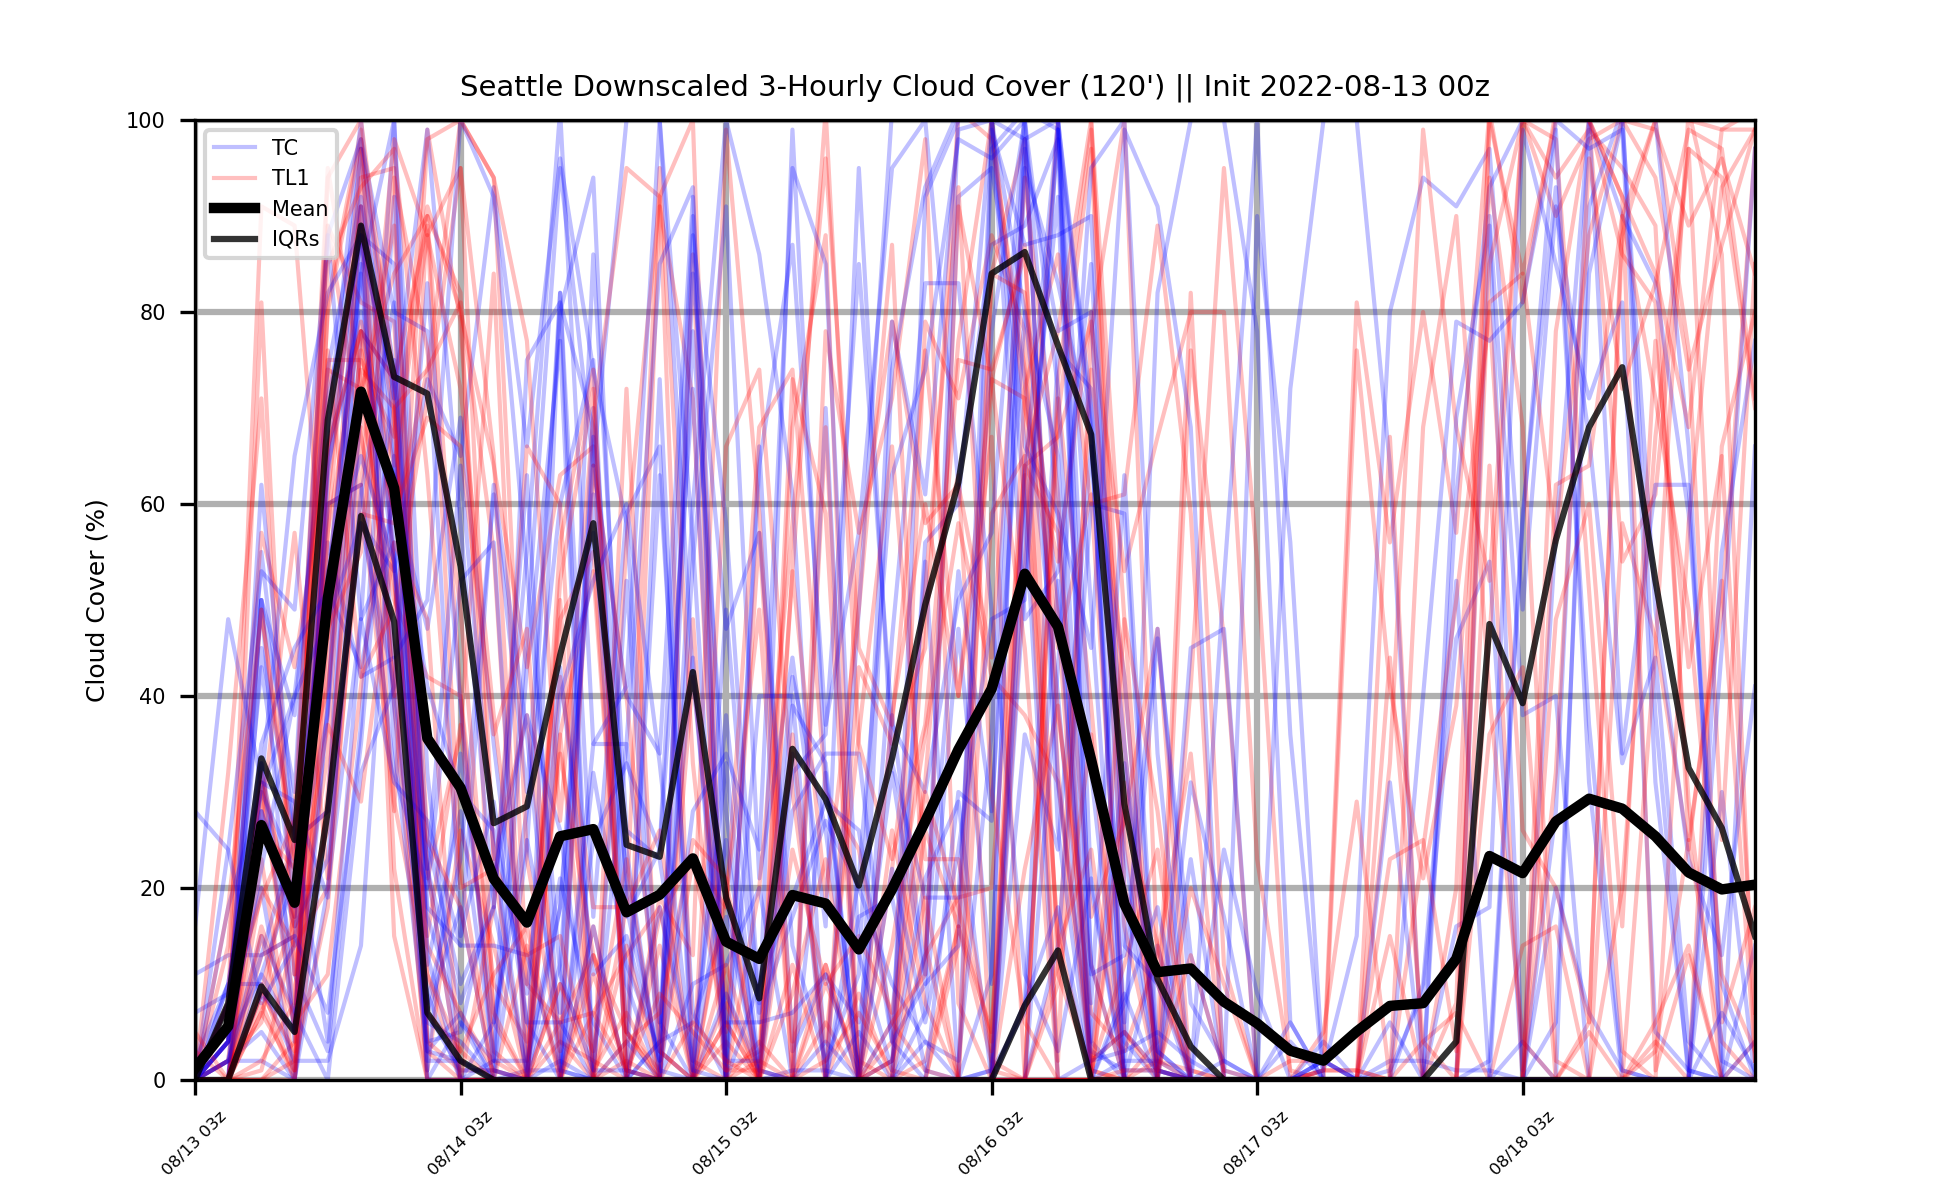 Seattle Downscaled 3-Hourly Cloud Cover (120') || Init 2022-08-13 00z
TC
TL1
Mean
IQRs
Cloud Cover (%)
100
80
60
40
20
0
08/13 03z
08/14 03z
08/15 03z
08/16 03z
08/17 03z
08/18 03z